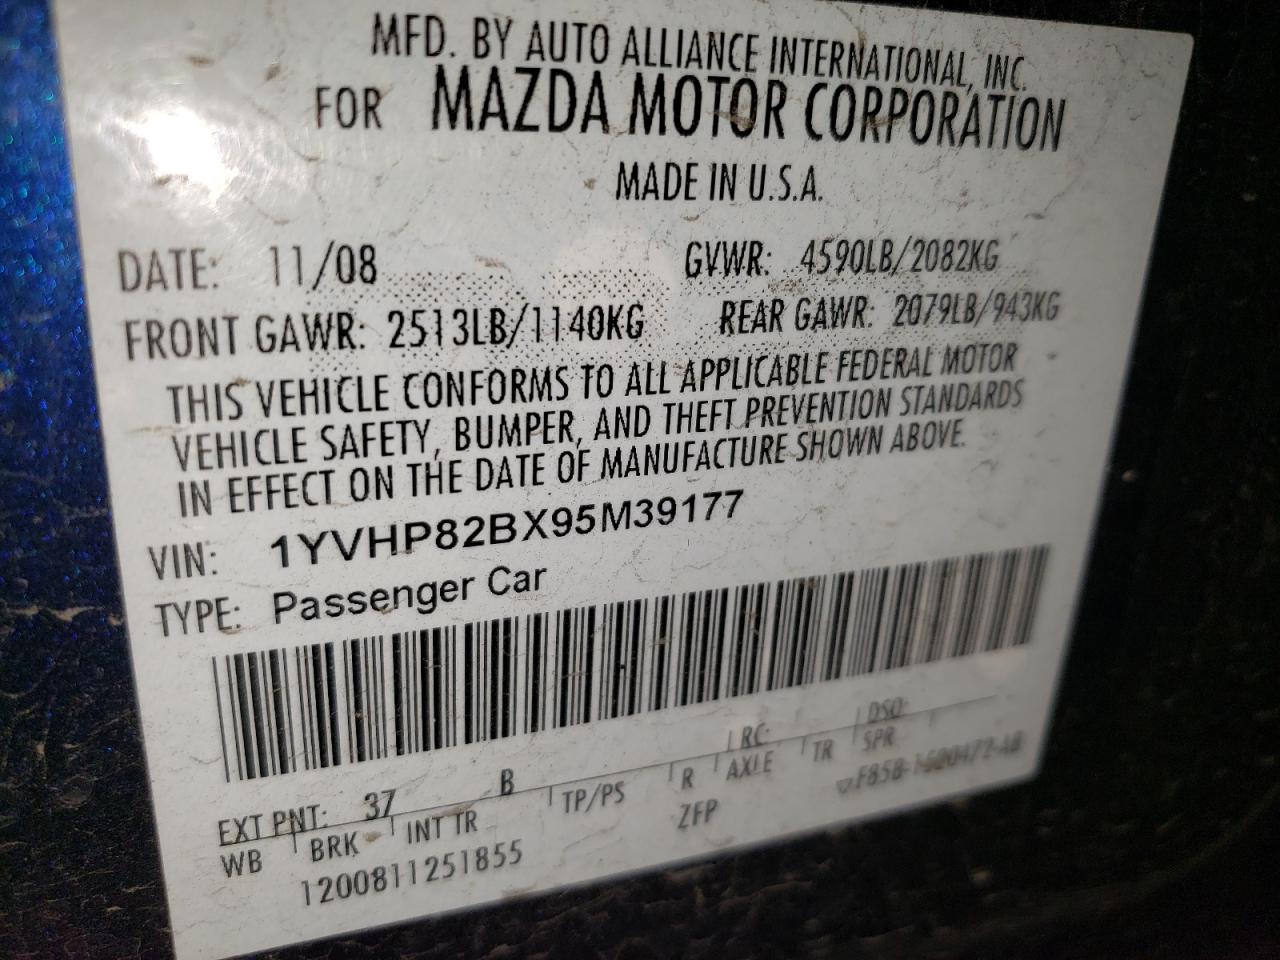 MFD. BY AUTO ALLIANCE INTERNATIONAL, INC.
FOR MAZDA MOTOR CORPORATION
MADE IN U.S.A.
DATE: 11/08 GVWR: 4590LB/2082KG
FRONT GAWR: 2513LB/1140KG REAR GAWR: 2079LB/943KG
THIS VEHICLE CONFORMS TO ALL APPLICABLE FEDERAL MOTOR
VEHICLE SAFETY, BUMPER, AND THEFT PREVENTION STANDARDS
IN EFFECT ON THE DATE OF MANUFACTURE SHOWN ABOVE.
VIN: 1YVHP82BX95M39177
TYPE: Passenger Car
EXT PNT: 37 B RC: DSO:
WB BRK INT TR TP/PS R AXLE TR SPR
1200811251855 ZFP